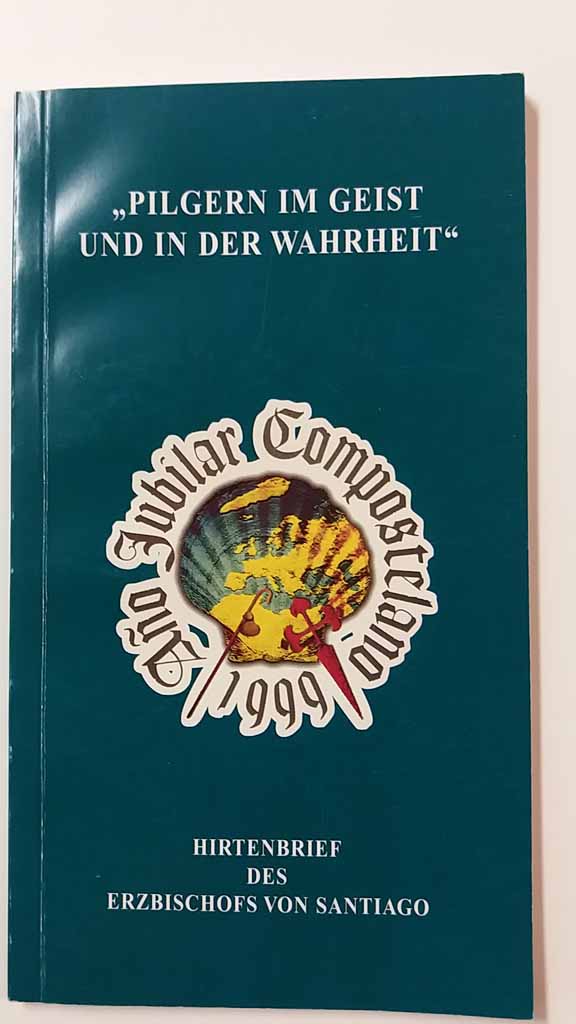 „PILGERN IM GEIST
UND IN DER WAHRHEIT“
Año Jubilar Compostelano
1999
HIRTENBRIEF
DES
ERZBISCHOFS VON SANTIAGO